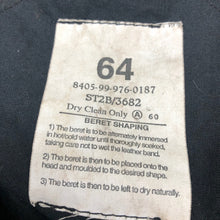 64
8405-99-976-0187
ST2B/3682
Dry Clean Only Ⓐ 60
BERET SHAPING
1) The beret is to be alternately immersed
in hot/cold water until thoroughly soaked,
taking care not to wet the leather band.
2) The beret is then to be placed onto the
head and moulded to the desired shape.
3) The beret is then to be left to dry naturally.